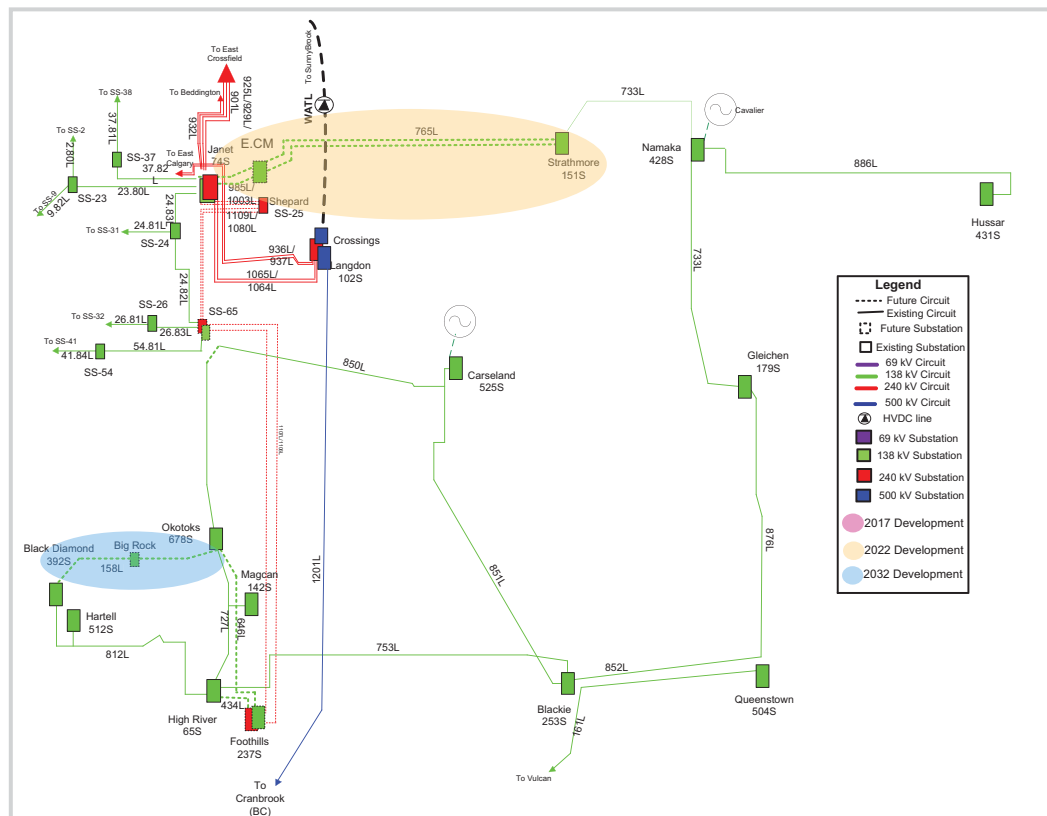 To East
Crossfield
To SunnyBrook
WATL
To SS-38
To Beddington
925L/929L/
901L
932L
37.81L
To SS-2
2.80L
SS-37
To East
Calgary
37.82
L
Janet
74S
E.CM
765L
Strathmore
151S
733L
Cavalier
Namaka
428S
886L
Hussar
431S
To SS-9
9.82L
SS-23
23.80L
24.83L
985L/
1003L
Shepard
SS-25
1109L/
1080L
To SS-31
24.81L
SS-24
936L/
937L
Crossings
Langdon
102S
1065L/
1064L
733L
24.82L
SS-26
SS-65
To SS-32
26.81L
26.83L
To SS-41
54.81L
41.84L
SS-54
850L
Carseland
525S
Gleichen
179S
Legend
Future Circuit
Existing Circuit
Future Substation
Existing Substation
69 kV Circuit
138 kV Circuit
240 kV Circuit
500 kV Circuit
HVDC line
69 kV Substation
138 kV Substation
240 kV Substation
500 kV Substation
2017 Development
2022 Development
2032 Development
Okotoks
678S
Black Diamond
392S
Big Rock
158L
Magcan
142S
1201L
851L
876L
Hartell
512S
727L
646L
812L
753L
852L
High River
65S
434L
Foothills
237S
Blackie
253S
161L
Queenstown
504S
To Vulcan
To
Cranbrook
(BC)